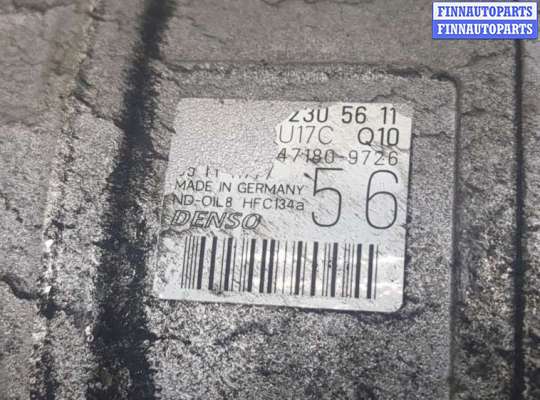 FINNAUTOPARTS
FINNAUTOPARTS
230 56 11
U17C Q10
47180-9726
MADE IN GERMANY
ND-OIL8 HFC134a
56
DENSO